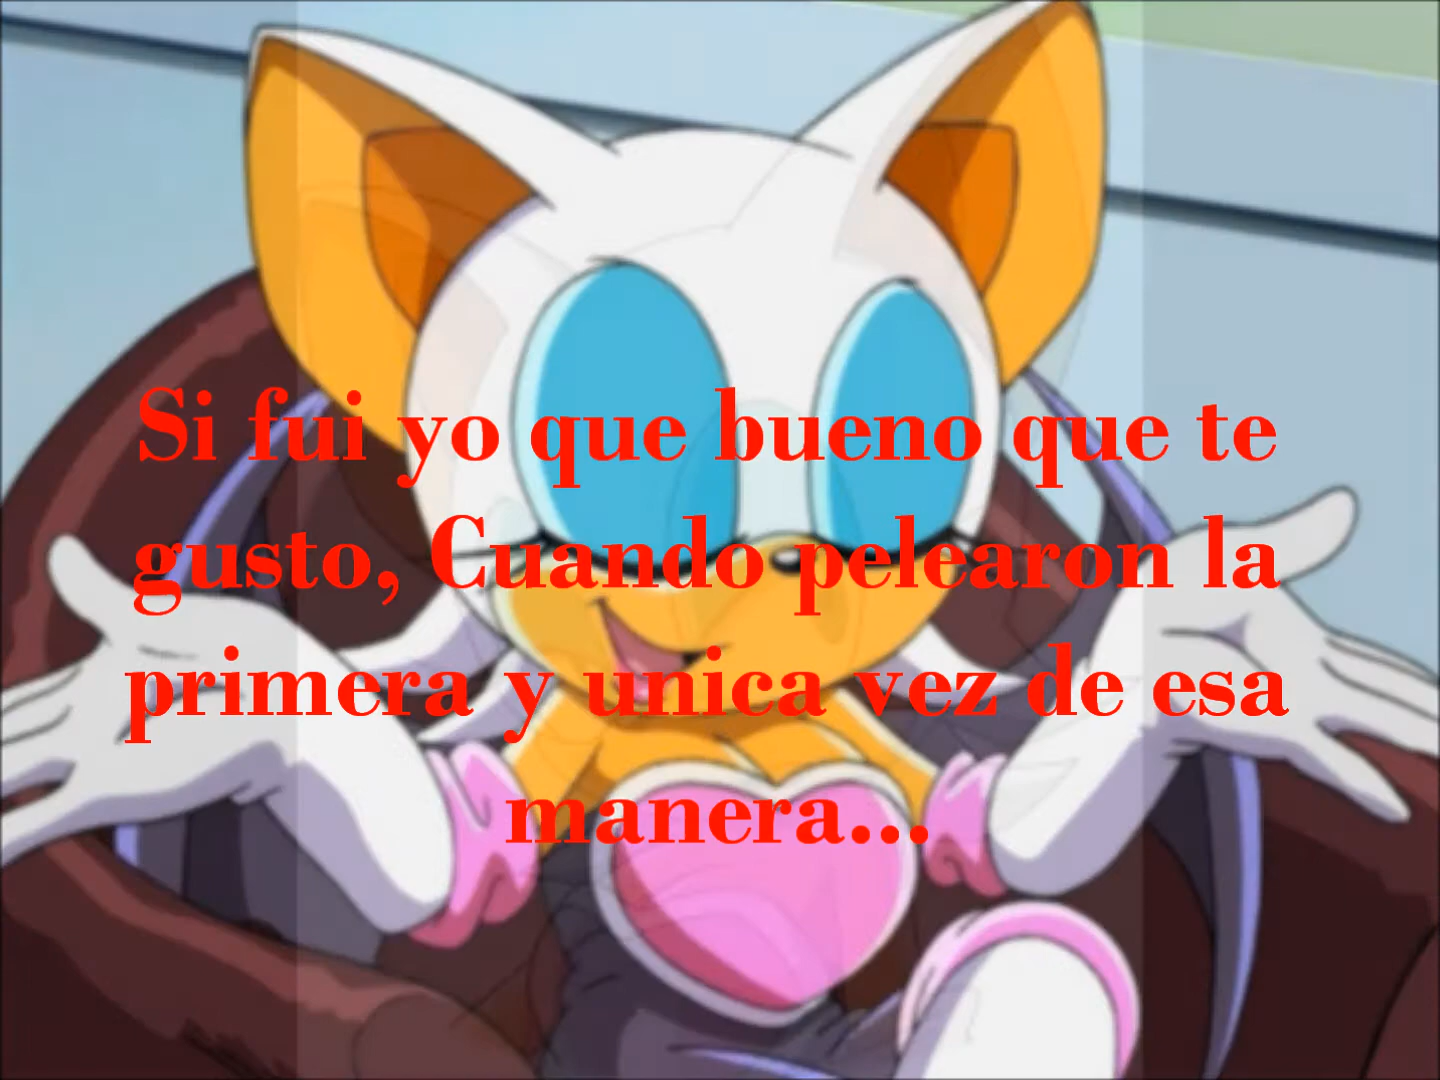 Si fui yo que bueno que te
gusto, Cuando pelearon la
primera y unica vez de esa
manera...